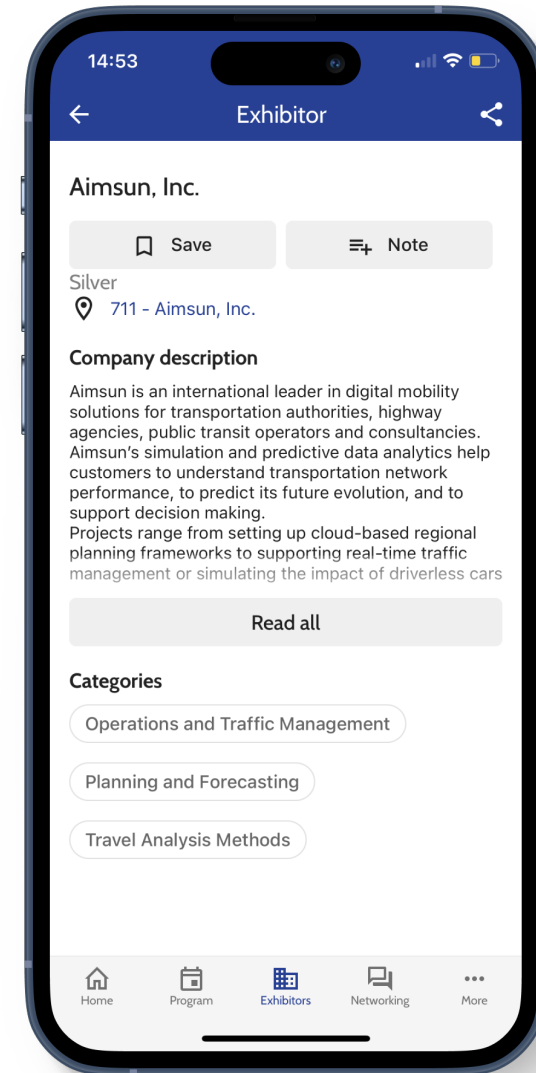 14:53
Exhibitor
Aimsun, Inc.
Save
Note
Silver
711 - Aimsun, Inc.
Company description
Aimsun is an international leader in digital mobility
solutions for transportation authorities, highway
agencies, public transit operators and consultancies.
Aimsun's simulation and predictive data analytics help
customers to understand transportation network
performance, to predict its future evolution, and to
support decision making.
Projects range from setting up cloud-based regional
planning frameworks to supporting real-time traffic
management or simulating the impact of driverless cars
Read all
Categories
Operations and Traffic Management
Planning and Forecasting
Travel Analysis Methods
Home
Program
Exhibitors
Networking
More